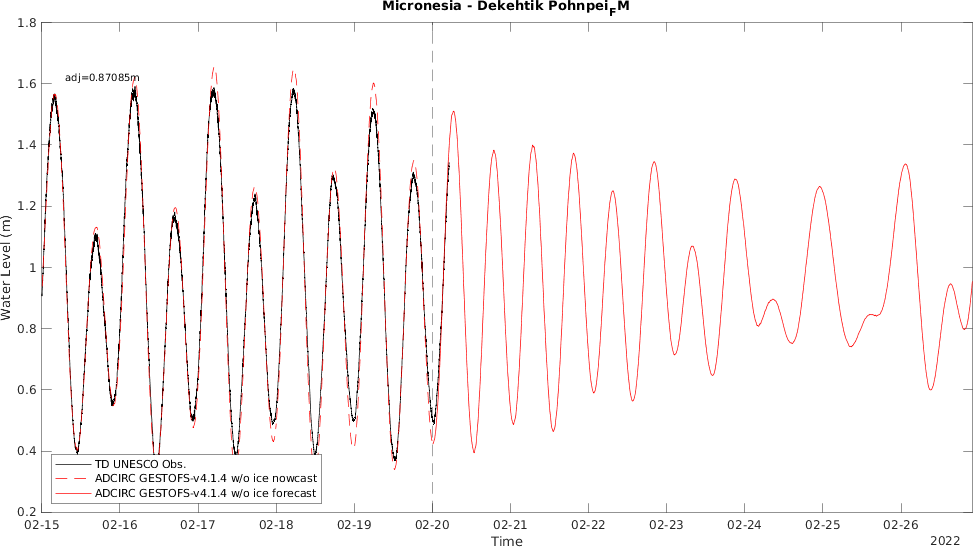 Micronesia - Dekehtik PohnpeiFM
1.8
adj=0.87085m
1.6
1.4
1.2
1
0.8
0.6
0.4
0.2
Water Level (m)
TD UNESCO Obs.
ADCIRC GESTOFS-v4.1.4 w/o ice nowcast
ADCIRC GESTOFS-v4.1.4 w/o ice forecast
02-15 02-16 02-17 02-18 02-19 02-20 02-21 02-22 02-23 02-24 02-25 02-26
Time
2022